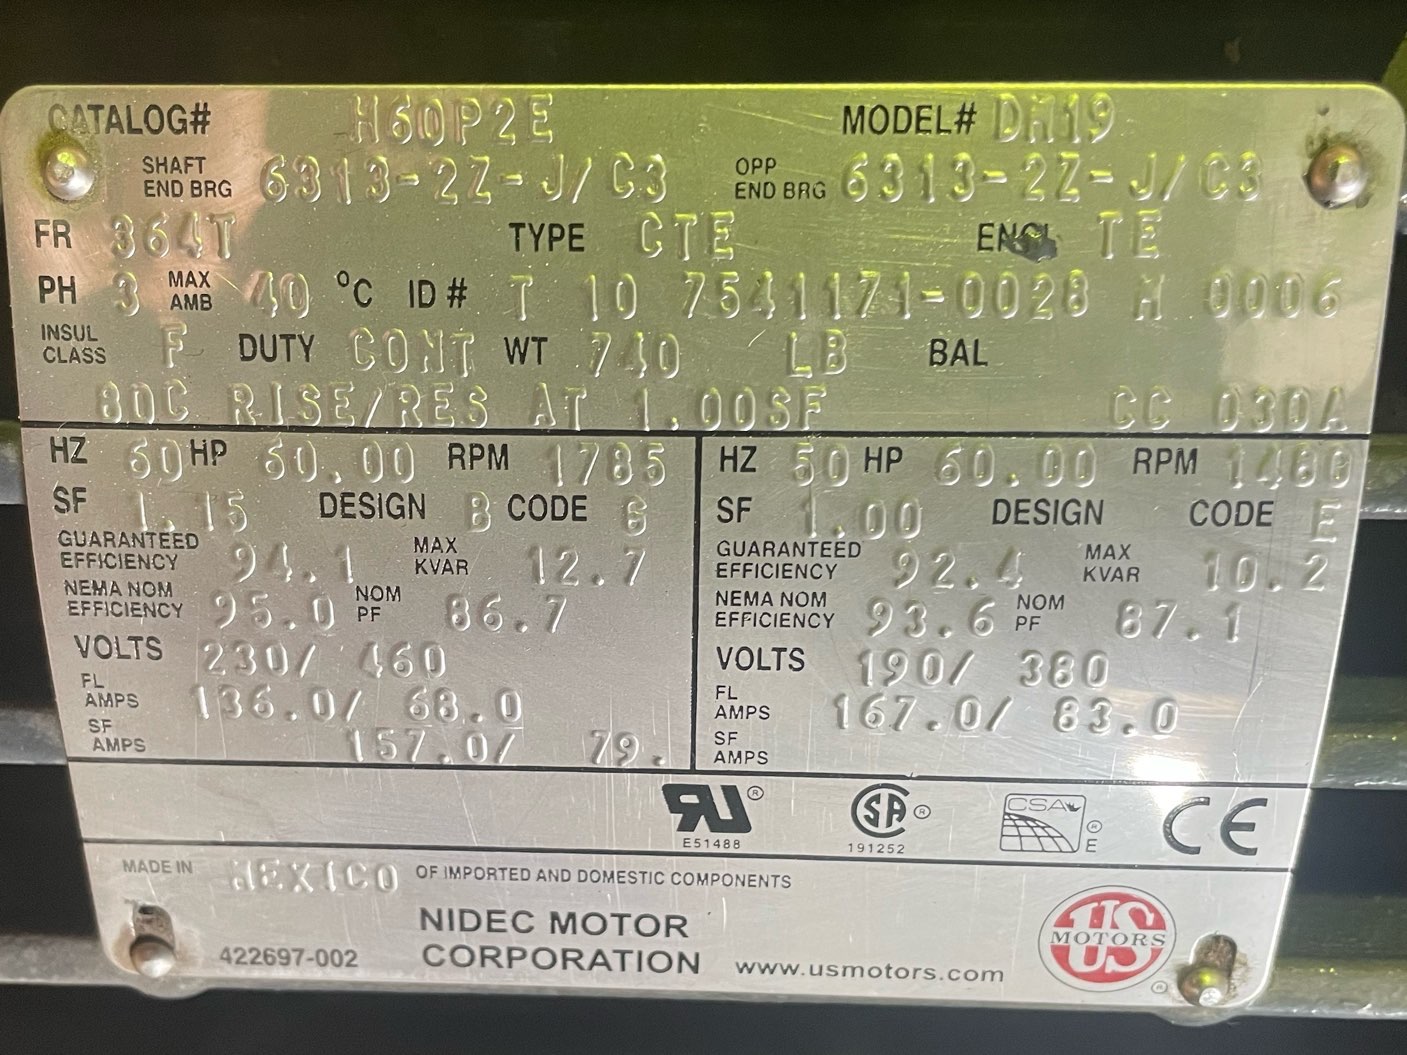 CATALOG# H60P2E MODEL# DM19
SHAFT END BRG 6313-2Z-J/C3 OPP END BRG 6313-2Z-J/C3
FR 364T TYPE CTE ENCL TE
PH 3 MAX AMB 40 °C ID# T 10 7541171-0028 M 0006
INSUL CLASS F DUTY CONT WT 740 LB BAL
80C RISE/RES AT 1.00SF CC 030A
HZ 60 HP 60.00 RPM 1785
SF 1.15 DESIGN B CODE G
GUARANTEED EFFICIENCY 94.1 MAX KVAR 12.7
NEMA NOM EFFICIENCY 95.0 NOM PF 86.7
VOLTS 230/ 460
FL AMPS 136.0/ 68.0
SF AMPS 157.0/ 79.
HZ 50 HP 60.00 RPM 1480
SF 1.00 DESIGN CODE E
GUARANTEED EFFICIENCY 92.4 MAX KVAR 10.2
NEMA NOM EFFICIENCY 93.6 NOM PF 87.1
VOLTS 190/ 380
FL AMPS 167.0/ 83.0
SF AMPS
RU ®
E51488
SA ®
191252
CSA ® E
CE
MADE IN MEXICO OF IMPORTED AND DOMESTIC COMPONENTS
422697-002
NIDEC MOTOR
CORPORATION
www.usmotors.com
US
MOTORS
®